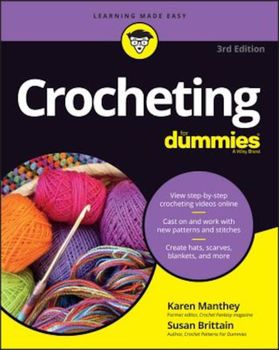 LEARNING MADE EASY
3rd Edition
Crocheting
for
dummies
A Wiley Brand
View step-by-step
crocheting videos online
Cast on and work with
new patterns and stitches
Create hats, scarves,
blankets, and more
Karen Manthey
Former editor, Crochet Fantasy magazine
Susan Brittain
Author, Crochet Patterns For Dummies